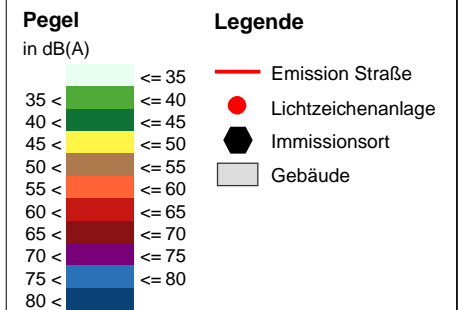 Pegel
in dB(A)
<= 35
35 < <= 40
40 < <= 45
45 < <= 50
50 < <= 55
55 < <= 60
60 < <= 65
65 < <= 70
70 < <= 75
75 < <= 80
80 <
Legende
Emission Straße
Lichtzeichenanlage
Immissionsort
Gebäude